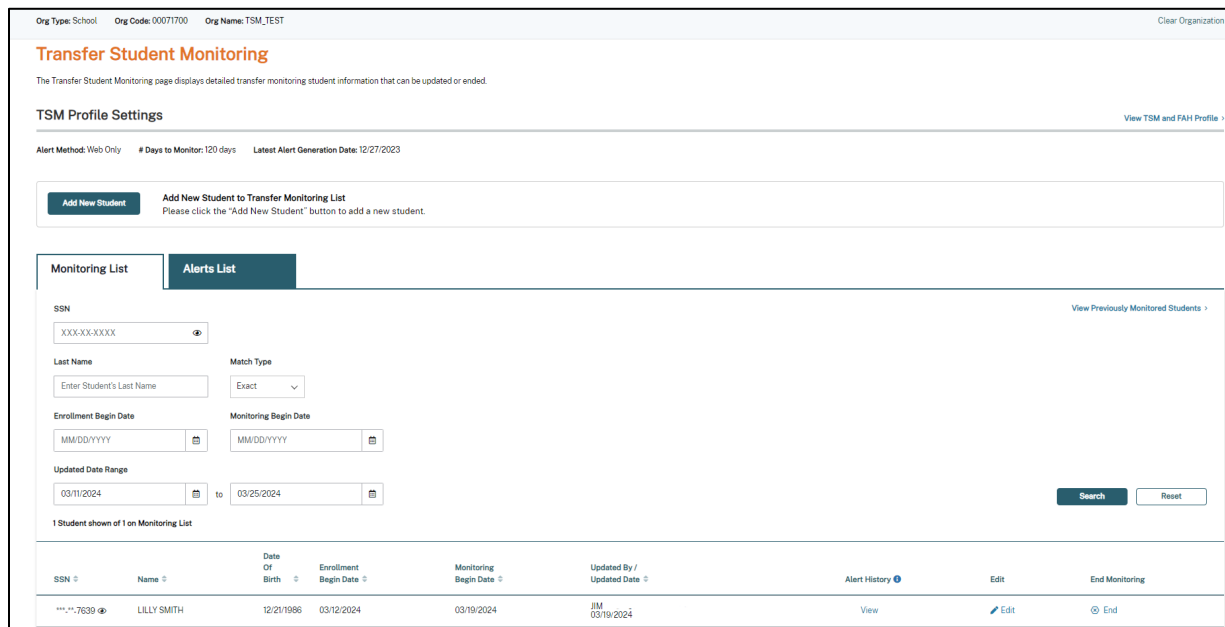 Org Type: School Org Code: 00071700 Org Name: TSM_TEST Clear Organization
Transfer Student Monitoring
The Transfer Student Monitoring page displays detailed transfer monitoring student information that can be updated or ended.
TSM Profile Settings
View TSM and FAH Profile >
Alert Method: Web Only # Days to Monitor: 120 days Latest Alert Generation Date: 12/27/2023
Add New Student
Add New Student to Transfer Monitoring List
Please click the "Add New Student" button to add a new student.
Monitoring List Alerts List
SSN
View Previously Monitored Students >
XXX-XX-XXXX
Last Name Match Type
Enter Student's Last Name Exact
Enrollment Begin Date Monitoring Begin Date
MM/DD/YYYY MM/DD/YYYY
Updated Date Range
03/11/2024 to 03/25/2024
Search Reset
1 Student shown of 1 on Monitoring List
SSN Name Date Of Birth Enrollment Begin Date Monitoring Begin Date Updated By / Updated Date Alert History Edit End Monitoring
***-**-7639 LILLY SMITH 12/21/1986 03/12/2024 03/19/2024 JIM 03/19/2024 View Edit End